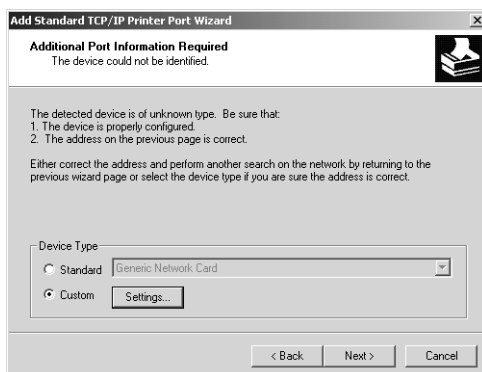 Add Standard TCP/IP Printer Port Wizard
Additional Port Information Required
The device could not be identified.
The detected device is of unknown type. Be sure that:
1. The device is properly configured.
2. The address on the previous page is correct.
Either correct the address and perform another search on the network by returning to the
previous wizard page or select the device type if you are sure the address is correct.
Device Type
Standard Generic Network Card
Custom Settings...
< Back Next > Cancel